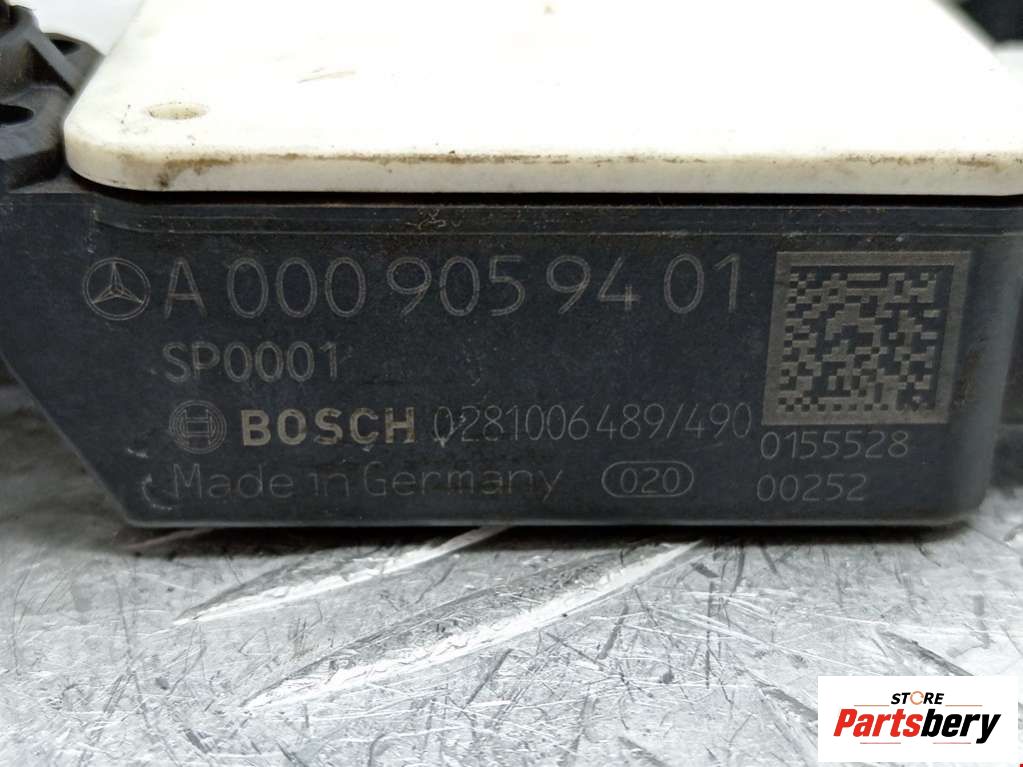 A 000 905 94 01
SP0001
BOSCH 0281006489/490
0155528
Made in Germany 020
00252
STORE
Partsbery